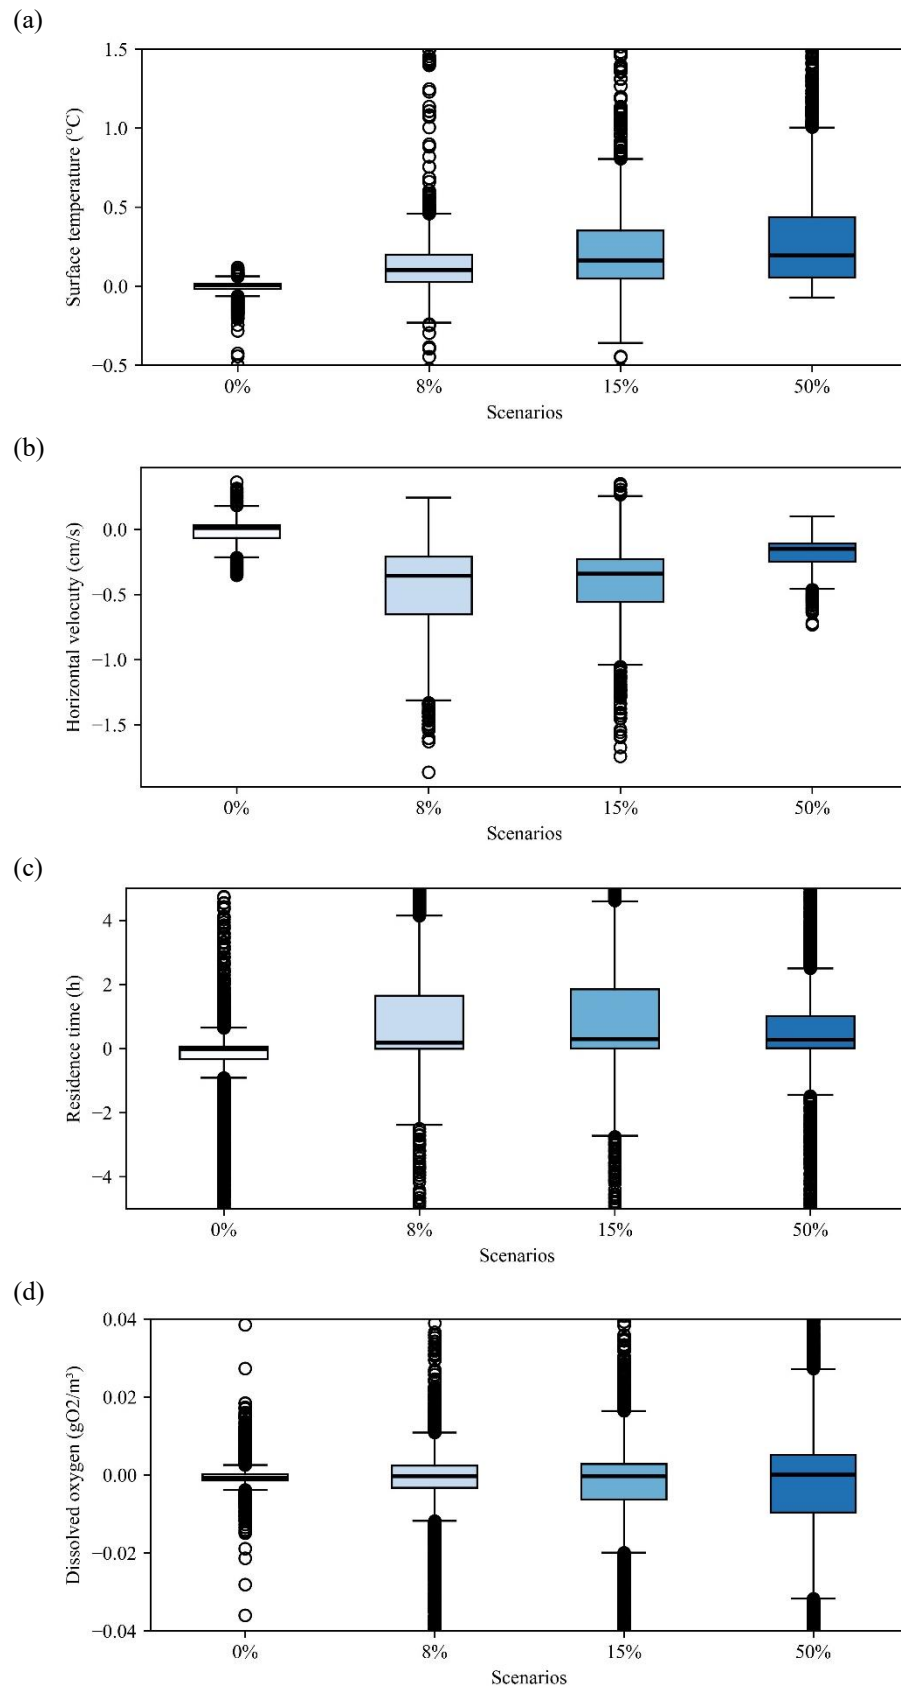 (a)
1.5
1.0
0.5
0.0
−0.5
Surface temperature (°C)
0% 8% 15% 50%
Scenarios
(b)
0.0
−0.5
−1.0
−1.5
Horizontal velocuty (cm/s)
0% 8% 15% 50%
Scenarios
(c)
4
2
0
−2
−4
Residence time (h)
0% 8% 15% 50%
Scenarios
(d)
0.04
0.02
0.00
−0.02
−0.04
Dissolved oxygen (gO2/m³)
0% 8% 15% 50%
Scenarios